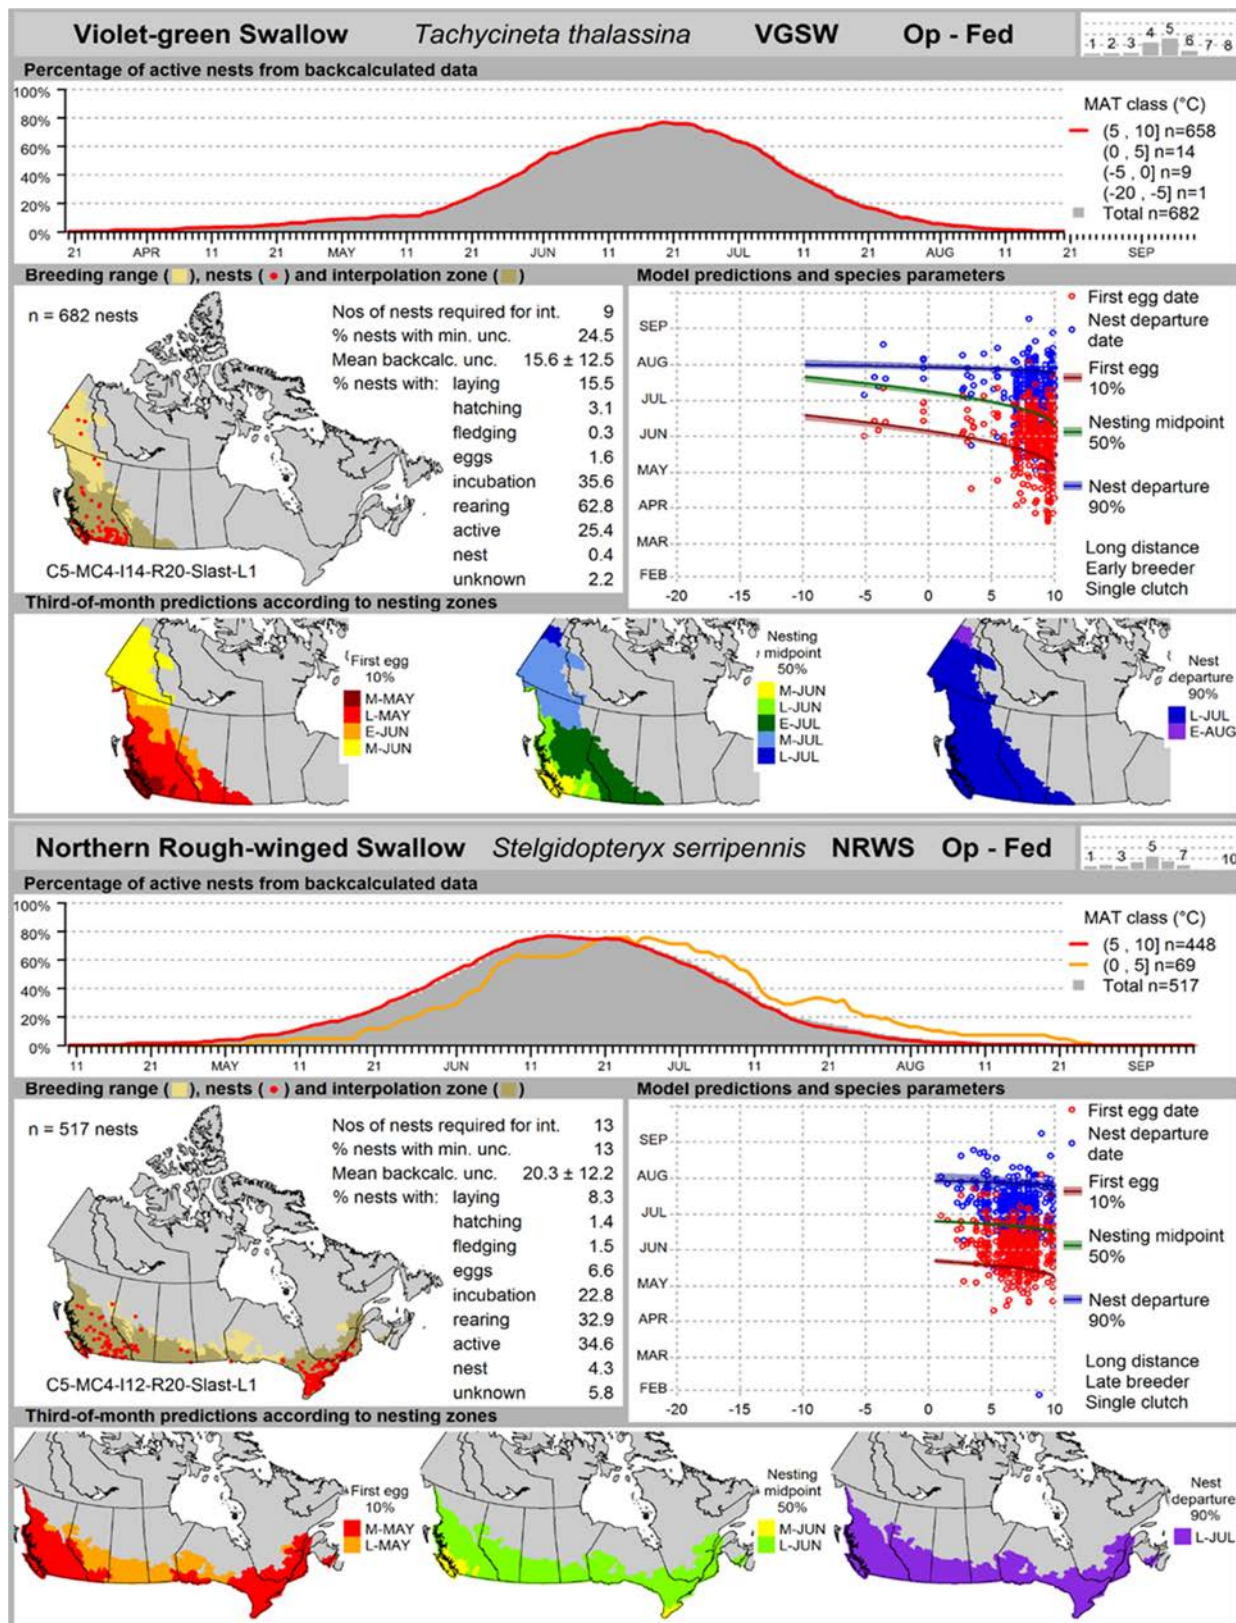 Violet-green Swallow Tachycineta thalassina VGSW Op - Fed
1 2 3 4 5 6 7 8
Percentage of active nests from backcalculated data
100%
80%
60%
40%
20%
0%
21 APR 11 21 MAY 11 21 JUN 11 21 JUL 11 21 AUG 11 21 SEP
MAT class (°C)
(5 , 10] n=658
(0 , 5] n=14
(-5 , 0] n=9
(-20 , -5] n=1
Total n=682
Breeding range ( ), nests ( • ) and interpolation zone ( )
n = 682 nests
Nos of nests required for int. 9
% nests with min. unc. 24.5
Mean backcalc. unc. 15.6 ± 12.5
% nests with: laying 15.5
hatching 3.1
fledging 0.3
eggs 1.6
incubation 35.6
rearing 62.8
active 25.4
nest 0.4
unknown 2.2
C5-MC4-I14-R20-Slast-L1
Model predictions and species parameters
SEP
AUG
JUL
JUN
MAY
APR
MAR
FEB
-20 -15 -10 -5 0 5 10
First egg date
Nest departure
date
First egg
10%
Nesting midpoint
50%
Nest departure
90%
Long distance
Early breeder
Single clutch
Third-of-month predictions according to nesting zones
First egg
10%
M-MAY
L-MAY
E-JUN
M-JUN
Nesting
midpoint
50%
M-JUN
L-JUN
E-JUL
M-JUL
L-JUL
Nest
departure
90%
L-JUL
E-AUG
Northern Rough-winged Swallow Stelgidopteryx serripennis NRWS Op - Fed
1 3 5 7 10
Percentage of active nests from backcalculated data
100%
80%
60%
40%
20%
0%
11 21 MAY 11 21 JUN 11 21 JUL 11 21 AUG 11 21 SEP
MAT class (°C)
(5 , 10] n=448
(0 , 5] n=69
Total n=517
Breeding range ( ), nests ( • ) and interpolation zone ( )
n = 517 nests
Nos of nests required for int. 13
% nests with min. unc. 13
Mean backcalc. unc. 20.3 ± 12.2
% nests with: laying 8.3
hatching 1.4
fledging 1.5
eggs 6.6
incubation 22.8
rearing 32.9
active 34.6
nest 4.3
unknown 5.8
C5-MC4-I12-R20-Slast-L1
Model predictions and species parameters
SEP
AUG
JUL
JUN
MAY
APR
MAR
FEB
-20 -15 -10 -5 0 5 10
First egg date
Nest departure
date
First egg
10%
Nesting midpoint
50%
Nest departure
90%
Long distance
Late breeder
Single clutch
Third-of-month predictions according to nesting zones
First egg
10%
M-MAY
L-MAY
Nesting
midpoint
50%
M-JUN
L-JUN
Nest
departure
90%
L-JUL